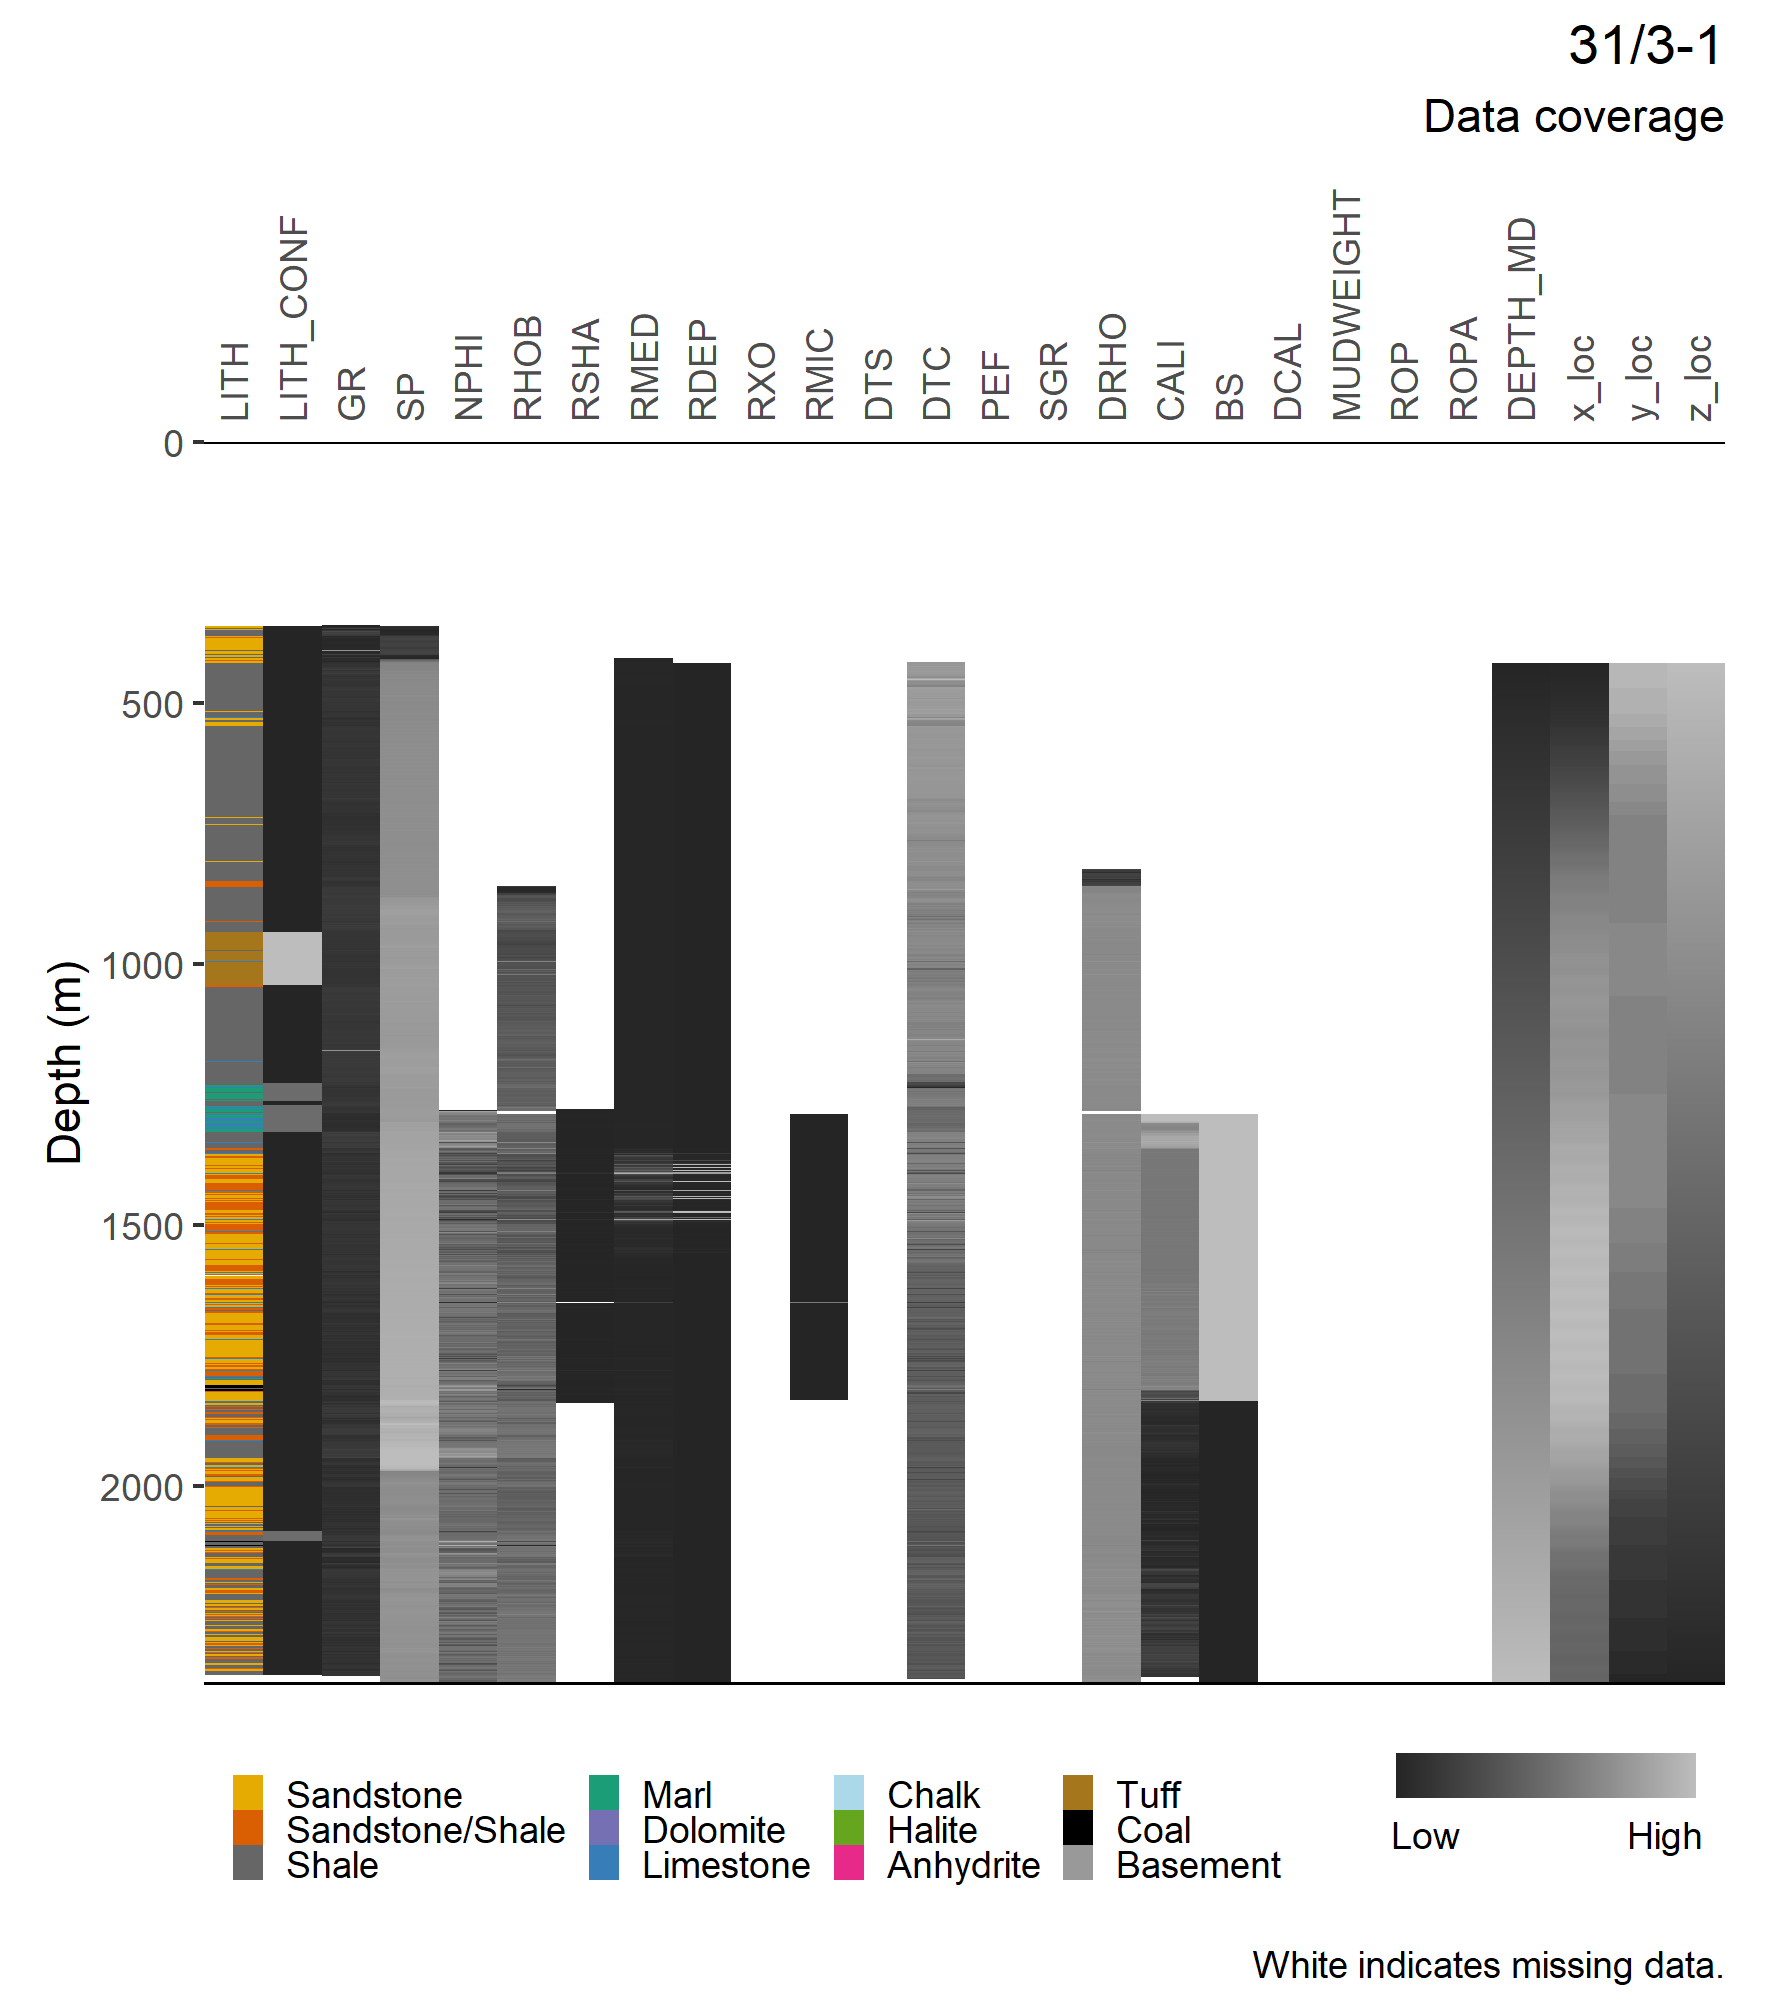 31/3-1
Data coverage
LITH
LITH_CONF
GR
SP
NPHI
RHOB
RSHA
RMED
RDEP
RXO
RMIC
DTS
DTC
PEF
SGR
DRHO
CALI
BS
DCAL
MUDWEIGHT
ROP
ROPA
DEPTH_MD
x_loc
y_loc
z_loc
0
500
1000
1500
2000
Depth (m)
Sandstone
Sandstone/Shale
Shale
Marl
Dolomite
Limestone
Chalk
Halite
Anhydrite
Tuff
Coal
Basement
Low
High
White indicates missing data.